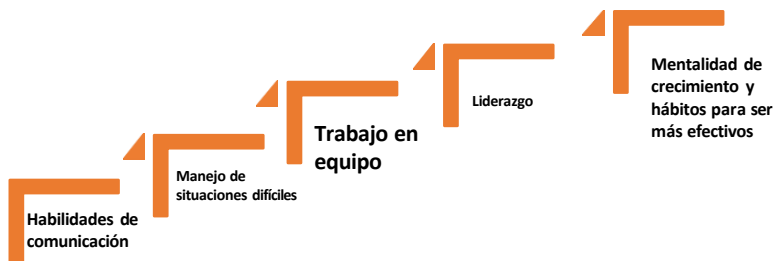 Habilidades de
comunicación
Manejo de
situaciones difíciles
Trabajo en
equipo
Liderazgo
Mentalidad de
crecimiento y
hábitos para ser
más efectivos